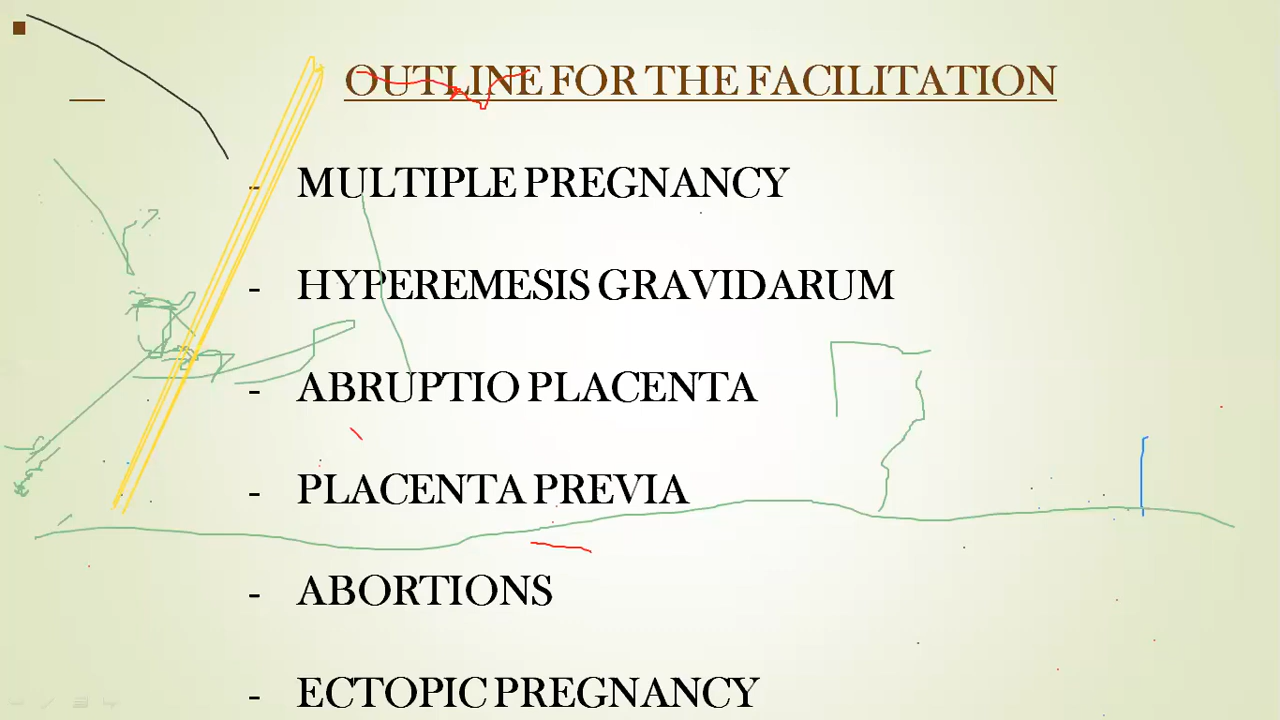 OUTLINE FOR THE FACILITATION
- MULTIPLE PREGNANCY
- HYPEREMESIS GRAVIDARUM
- ABRUPTIO PLACENTA
- PLACENTA PREVIA
- ABORTIONS
- ECTOPIC PREGNANCY